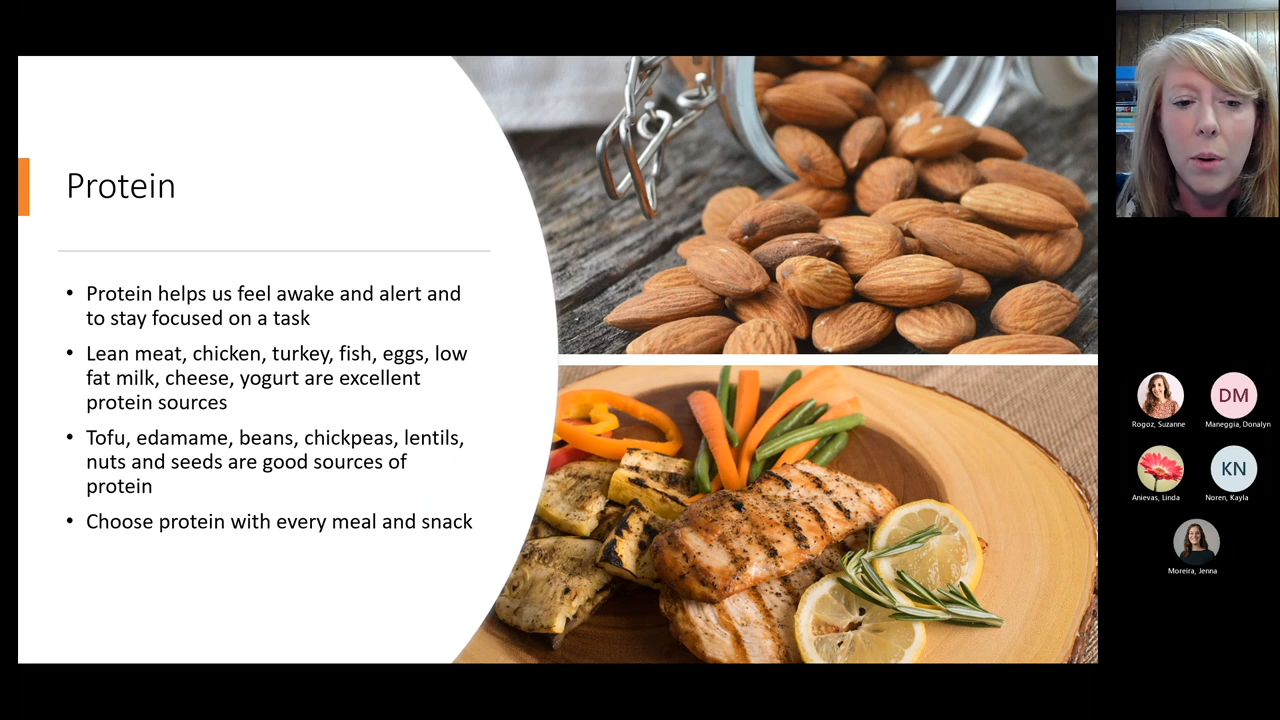 Protein
• Protein helps us feel awake and alert and
to stay focused on a task
• Lean meat, chicken, turkey, fish, eggs, low
fat milk, cheese, yogurt are excellent
protein sources
• Tofu, edamame, beans, chickpeas, lentils,
nuts and seeds are good sources of
protein
• Choose protein with every meal and snack
DM
Rogoz, Suzanne
Maneggia, Donalyn
KN
Anievas, Linda
Noren, Kayla
Moreira, Jenna